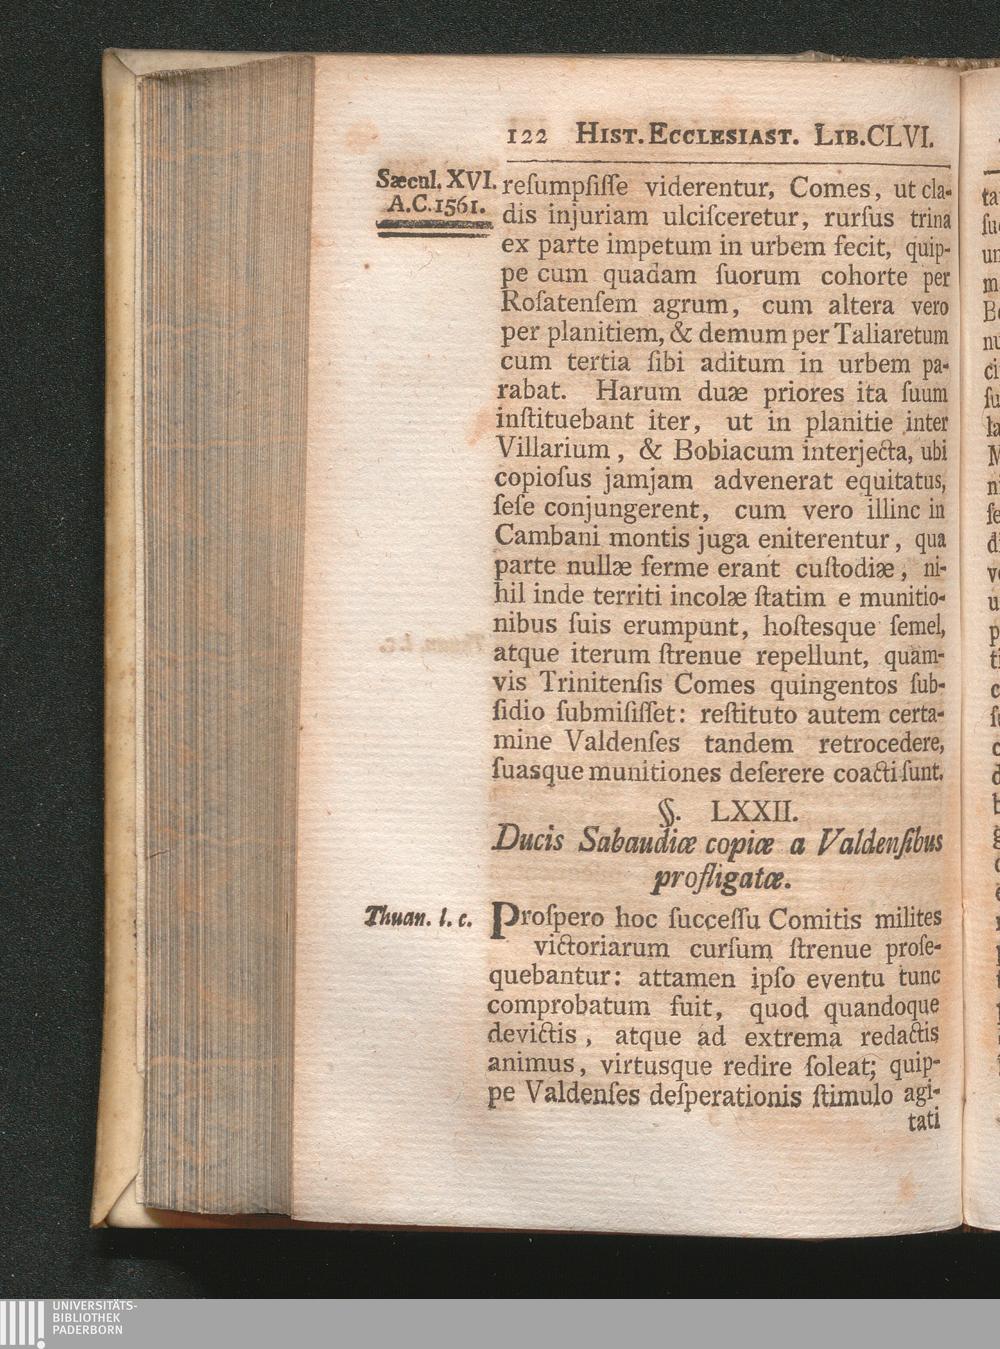 122 HIST. ECCLESIAST. LIB. CLVI.
Sæcul. XVI.
A.C. 1561.
reſumpſiſſe viderentur, Comes, ut cla-
dis injuriam ulciſceretur, rurſus trina
ex parte impetum in urbem fecit, quip-
pe cum quadam ſuorum cohorte per
Roſatenſem agrum, cum altera vero
per planitiem, & demum per Taliaretum
cum tertia ſibi aditum in urbem pa-
rabat. Harum duæ priores ita ſuum
inſtituebant iter, ut in planitie inter
Villarium, & Bobiacum interjecta, ubi
copioſus jamjam advenerat equitatus,
ſeſe conjungerent, cum vero illinc in
Cambani montis juga eniterentur, qua
parte nullæ ferme erant cuſtodiæ, ni-
hil inde territi incolæ ſtatim e munitio-
nibus ſuis erumpunt, hoſtesque ſemel,
atque iterum ſtrenue repellunt, quam-
vis Trinitenſis Comes quingentos ſub-
ſidio ſubmiſiſſet: reſtituto autem certa-
mine Valdenſes tandem retrocedere,
ſuasque munitiones deſerere coacti ſunt.
§. LXXII.
Ducis Sabaudiæ copiæ a Valdenſibus
profligatæ.
Thuan. l. c.
Proſpero hoc ſucceſſu Comitis milites
victoriarum curſum ſtrenue proſe-
quebantur: attamen ipſo eventu tunc
comprobatum fuit, quod quandoque
devictis, atque ad extrema redactis
animus, virtusque redire ſoleat; quip-
pe Valdenſes deſperationis ſtimulo agi-
tati
UNIVERSITÄTS-
BIBLIOTHEK
PADERBORN